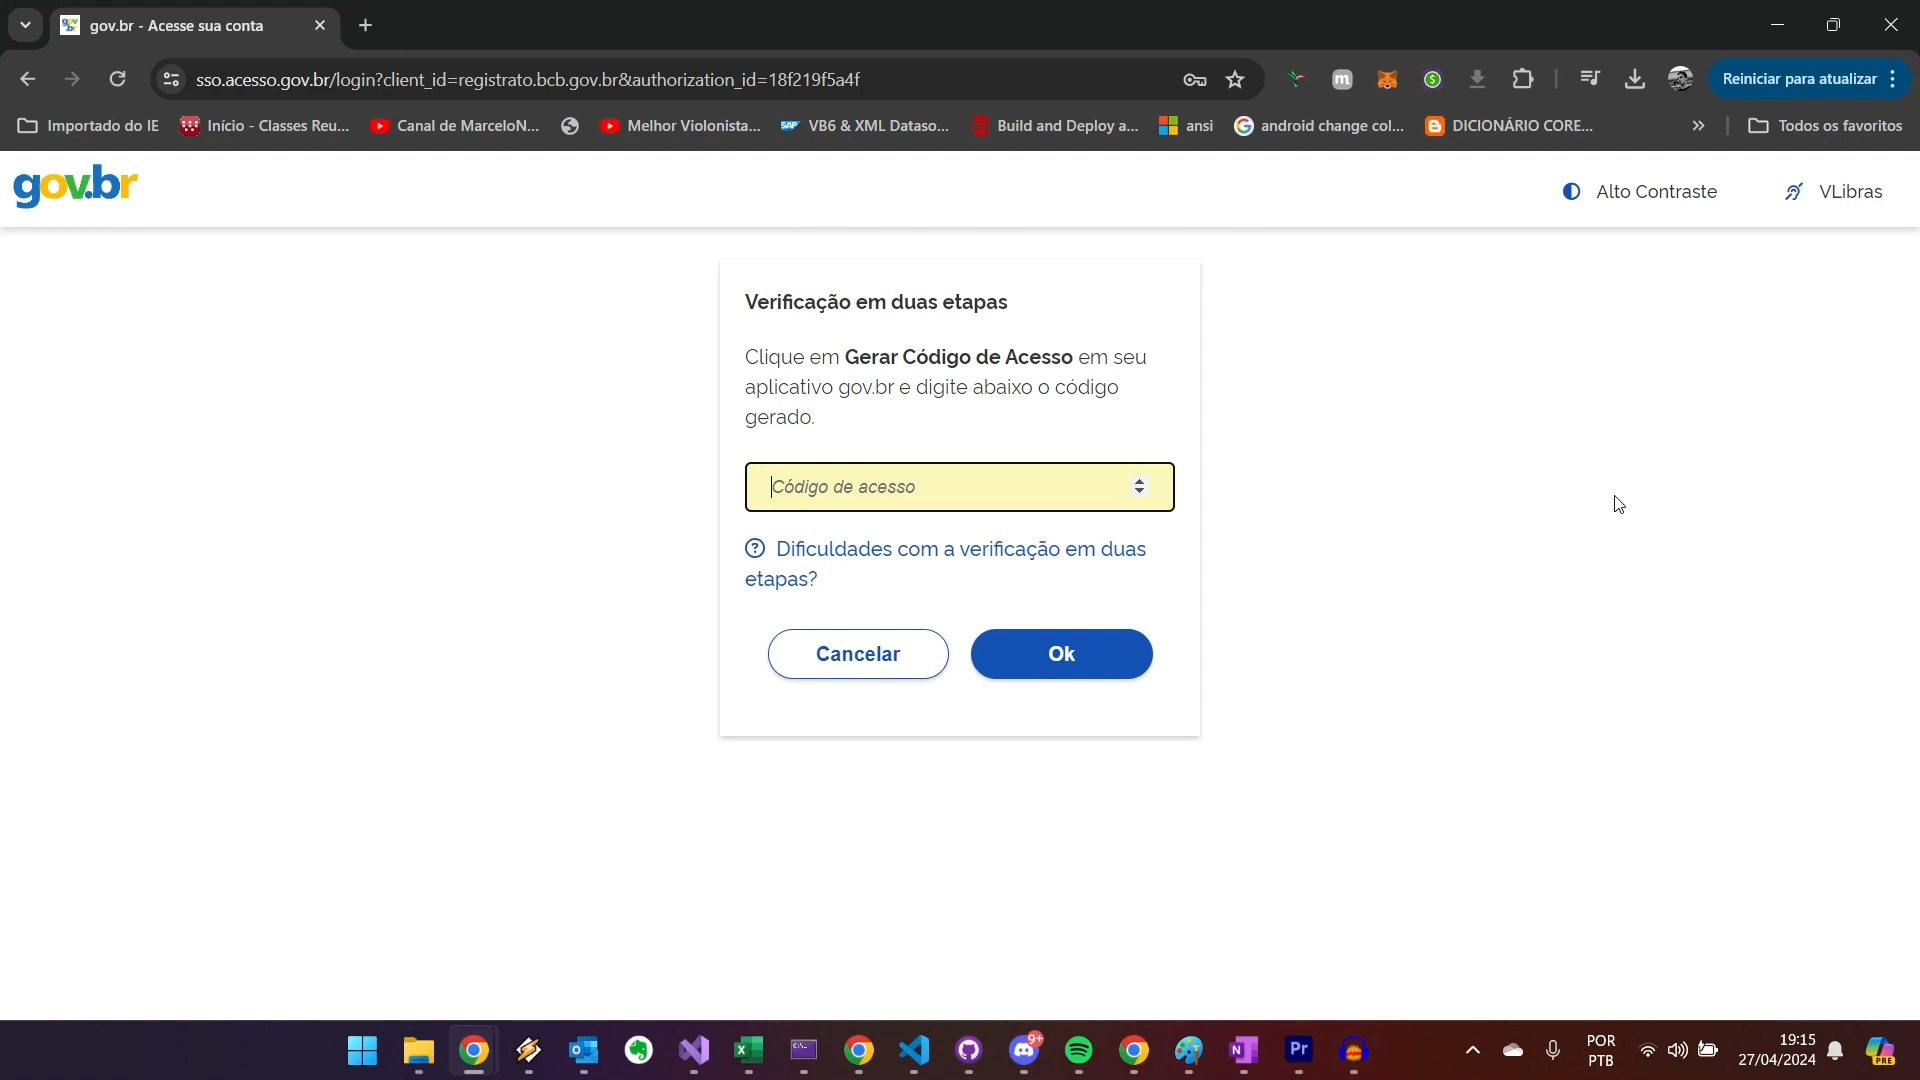 gov.br - Acesse sua conta
sso.acesso.gov.br/login?client_id=registrato.bcb.gov.br&authorization_id=18f219f5a4f
Reiniciar para atualizar
Importado do IE
Início - Classes Reu...
Canal de MarceloN...
Melhor Violonista...
VB6 & XML Dataso...
Build and Deploy a...
ansi
android change col...
DICIONÁRIO CORE...
Todos os favoritos
gov.br
Alto Contraste
VLibras
Verificação em duas etapas
Clique em Gerar Código de Acesso em seu
aplicativo gov.br e digite abaixo o código
gerado.
Código de acesso
Dificuldades com a verificação em duas
etapas?
Cancelar
Ok
9+
Pr
POR
PTB
19:15
27/04/2024
PRE